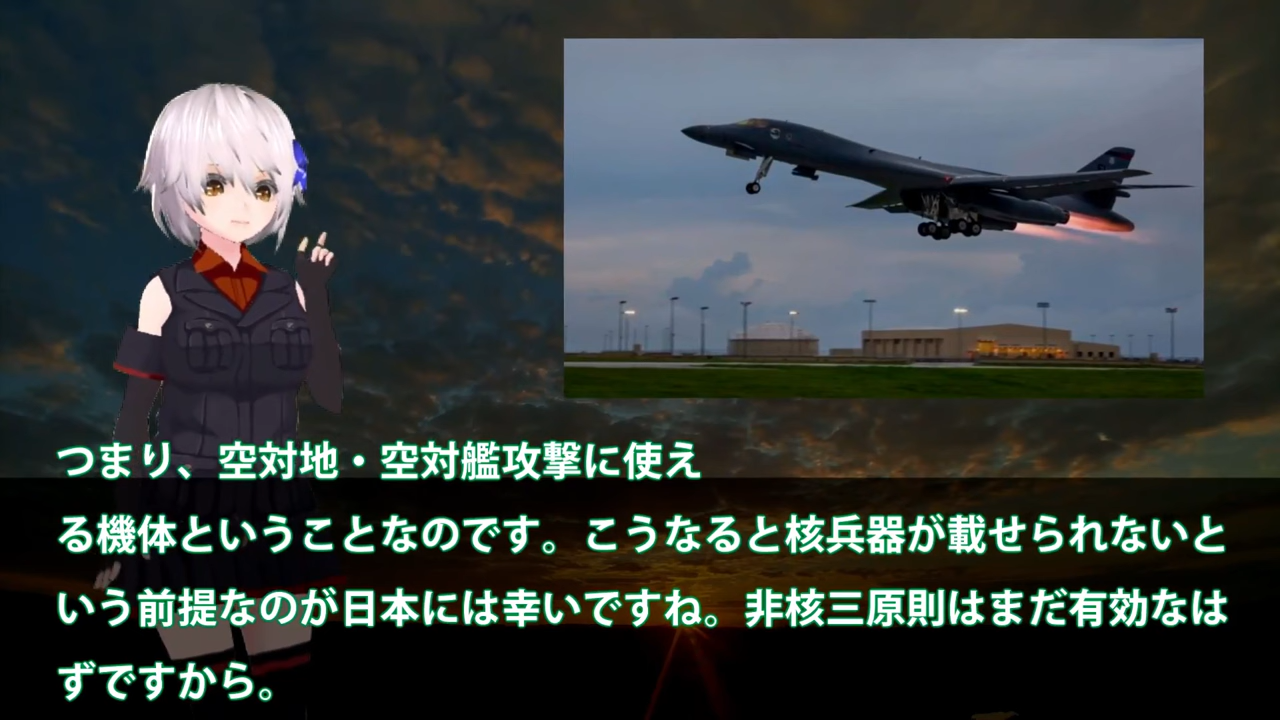 つまり、空対地・空対艦攻撃に使え
る機体ということなのです。こうなると核兵器が載せられないと
いう前提なのが日本には幸いですね。非核三原則はまだ有効なは
ずですから。